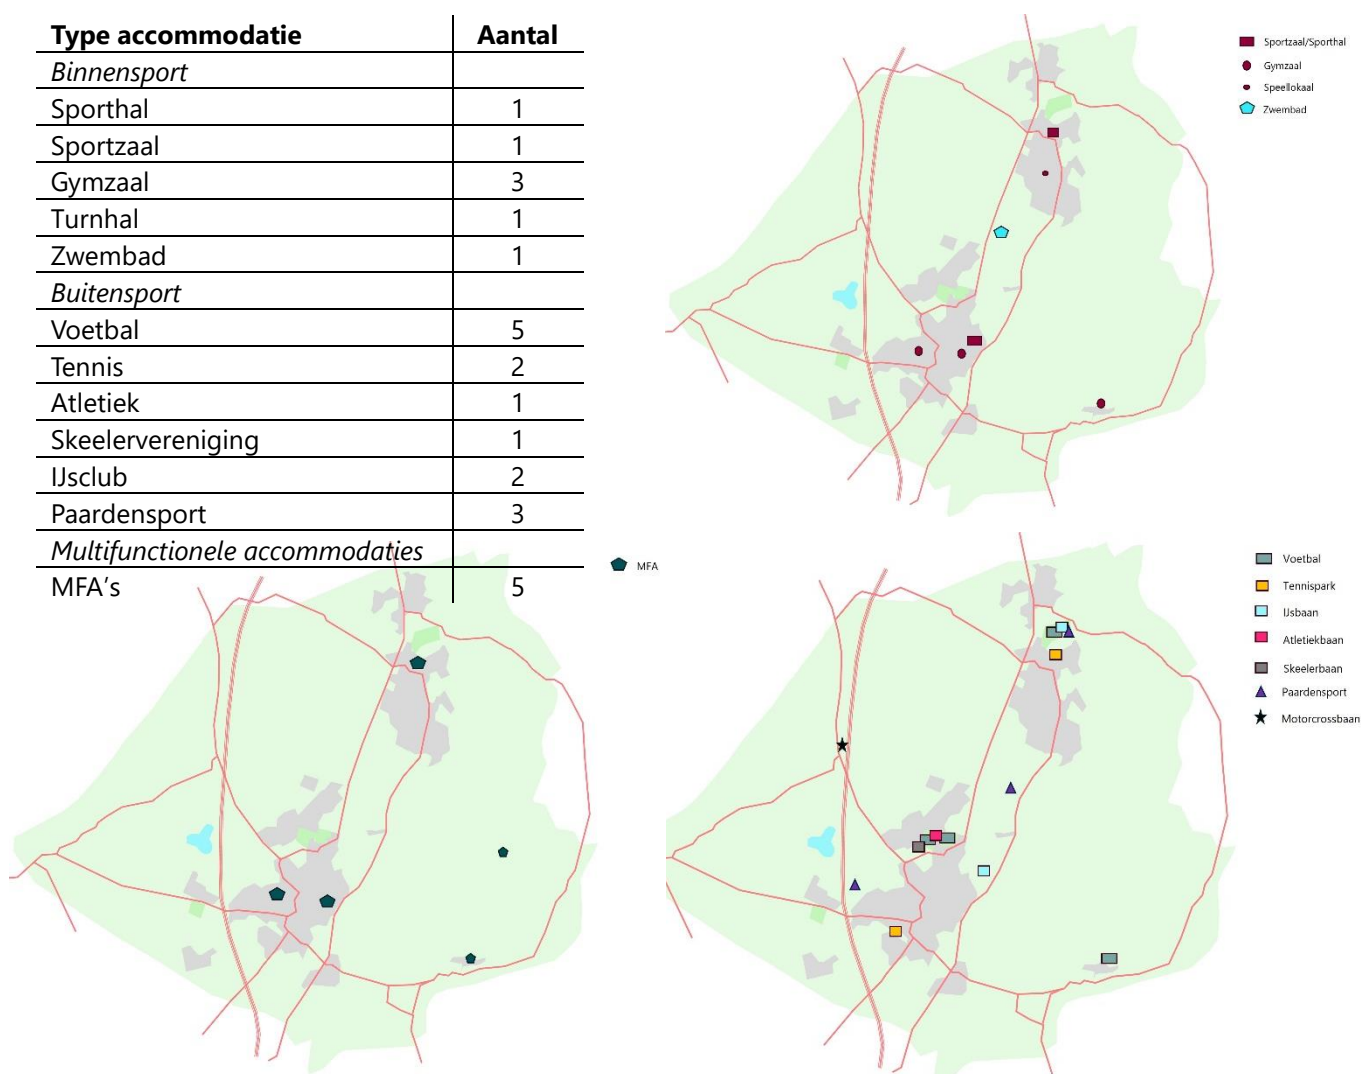 Type accommodatie Aantal
Binnensport
Sporthal 1
Sportzaal 1
Gymzaal 3
Turnhal 1
Zwembad 1
Buitensport
Voetbal 5
Tennis 2
Atletiek 1
Skeelervereniging 1
IJsclub 2
Paardensport 3
Multifunctionele accommodaties
MFA's 5
Sportzaal/Sporthal
Gymzaal
Speellokaal
Zwembad
MFA
Voetbal
Tennispark
IJsbaan
Atletiekbaan
Skeelerbaan
Paardensport
Motorcrossbaan